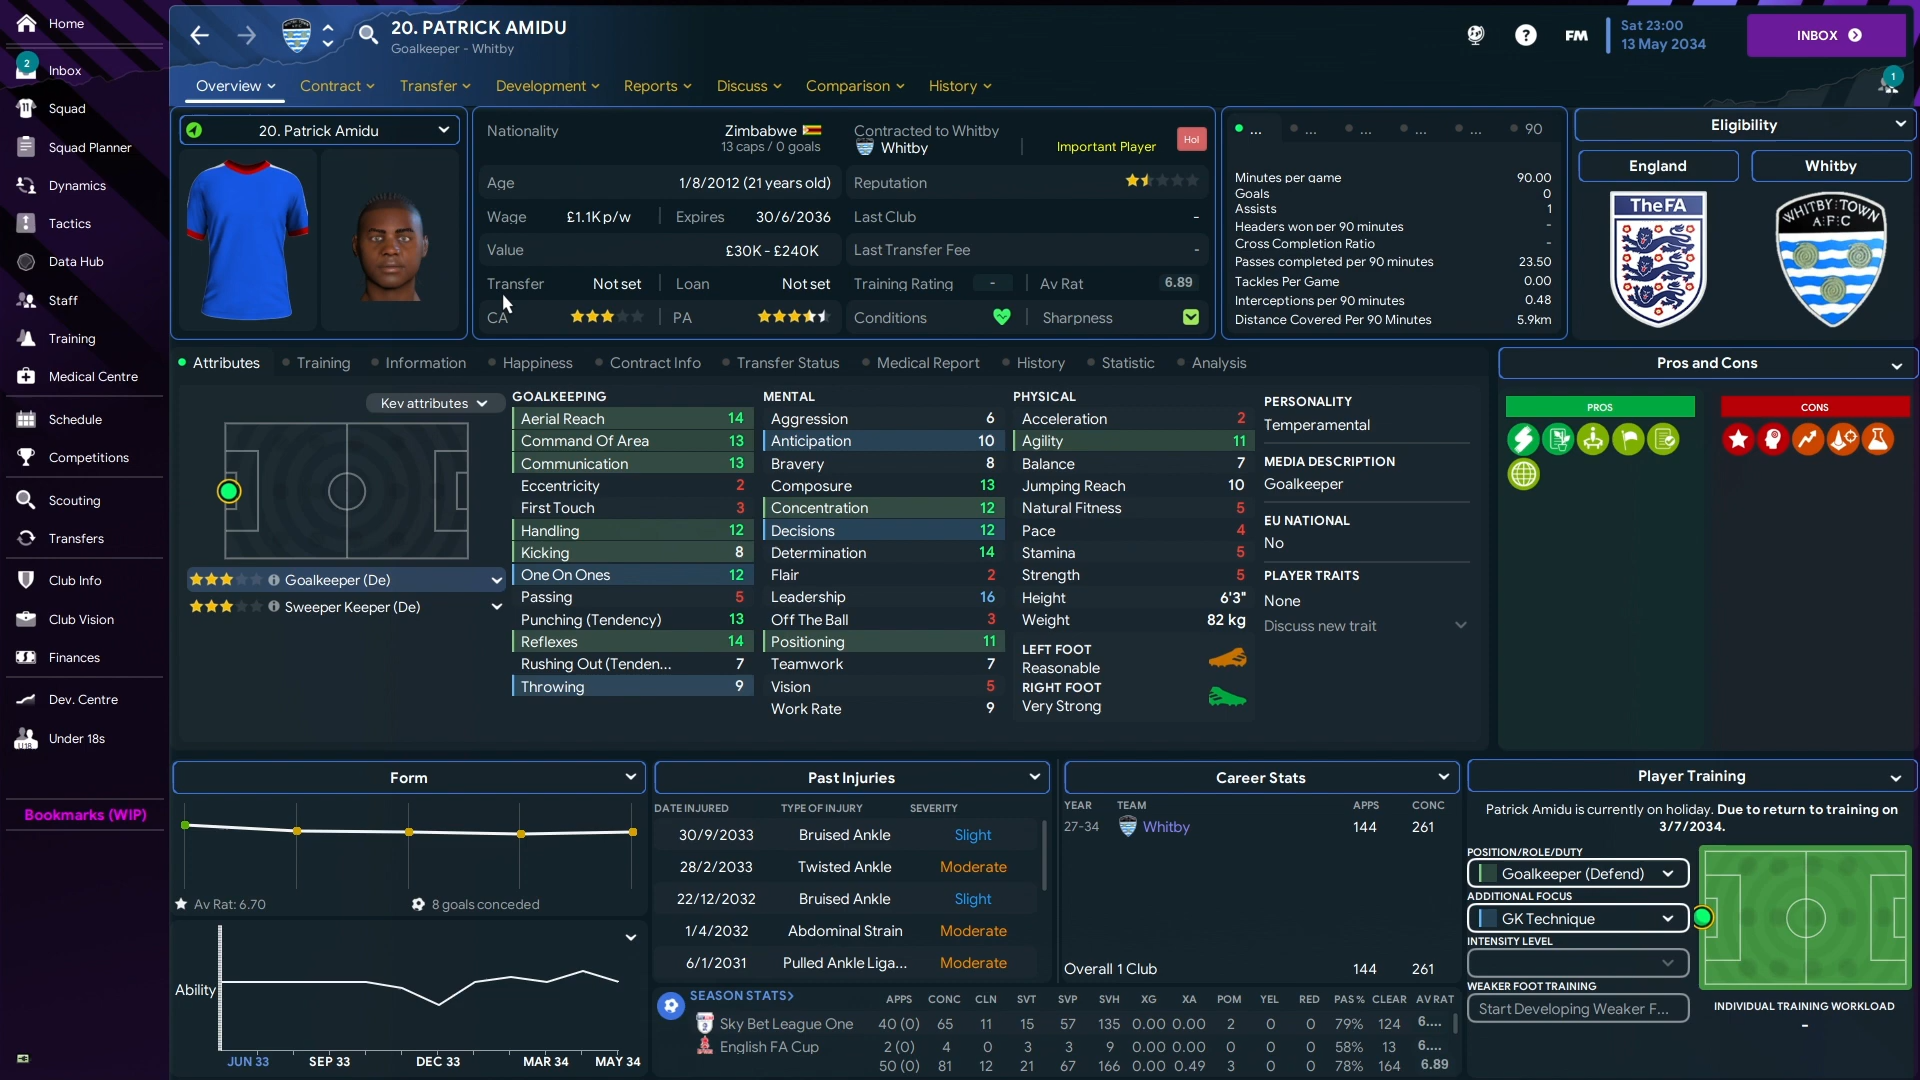 Home
2
Inbox
Squad
Squad Planner
Dynamics
Tactics
Data Hub
Staff
Training
Medical Centre
Schedule
Competitions
Scouting
Transfers
Club Info
Club Vision
Finances
Dev. Centre
U18
Under 18s
Bookmarks (WIP)
20. PATRICK AMIDU
Goalkeeper - Whitby
FM
Sat 23:00
13 May 2034
INBOX
1
Overview Contract Transfer Development Reports Discuss Comparison History
20. Patrick Amidu
Nationality Zimbabwe
13 caps / 0 goals
Age 1/8/2012 (21 years old)
Wage £1.1K p/w Expires 30/6/2036
Value £30K - £240K
Transfer Not set Loan Not set
CA PA
Contracted to Whitby
Whitby Important Player Hol
Reputation
Last Club -
Last Transfer Fee -
Training Rating - Av Rat 6.89
Conditions Sharpness
... ... ... ... ... 90
Minutes per game 90.00
Goals 0
Assists 1
Headers won per 90 minutes -
Cross Completion Ratio -
Passes completed per 90 minutes 23.50
Tackles Per Game 0.00
Interceptions per 90 minutes 0.48
Distance Covered Per 90 Minutes 5.9km
Eligibility
England Whitby
The FA
WHITBY TOWN
A.F.C
Attributes Training Information Happiness Contract Info Transfer Status Medical Report History Statistic Analysis
Key attributes
Goalkeeper (De)
Sweeper Keeper (De)
GOALKEEPING
Aerial Reach 14
Command Of Area 13
Communication 13
Eccentricity 2
First Touch 3
Handling 12
Kicking 8
One On Ones 12
Passing 5
Punching (Tendency) 13
Reflexes 14
Rushing Out (Tenden... 7
Throwing 9
MENTAL
Aggression 6
Anticipation 10
Bravery 8
Composure 13
Concentration 12
Decisions 12
Determination 14
Flair 2
Leadership 16
Off The Ball 3
Positioning 11
Teamwork 7
Vision 5
Work Rate 9
PHYSICAL
Acceleration 2
Agility 11
Balance 7
Jumping Reach 10
Natural Fitness 5
Pace 4
Stamina 5
Strength 5
Height 6'3"
Weight 82 kg
LEFT FOOT
Reasonable
RIGHT FOOT
Very Strong
PERSONALITY
Temperamental
MEDIA DESCRIPTION
Goalkeeper
EU NATIONAL
No
PLAYER TRAITS
None
Discuss new trait
Pros and Cons
PROS CONS
Form
Av Rat: 6.70 8 goals conceded
Ability
JUN 33 SEP 33 DEC 33 MAR 34 MAY 34
Past Injuries
DATE INJURED TYPE OF INJURY SEVERITY
30/9/2033 Bruised Ankle Slight
28/2/2033 Twisted Ankle Moderate
22/12/2032 Bruised Ankle Slight
1/4/2032 Abdominal Strain Moderate
6/1/2031 Pulled Ankle Liga... Moderate
Career Stats
YEAR TEAM APPS CONC
27-34 Whitby 144 261
Overall 1 Club 144 261
SEASON STATS> APPS CONC CLN SVT SVP SVH XG XA POM YEL RED PAS % CLEAR AV RAT
Sky Bet League One 40 (0) 65 11 15 57 135 0.00 0.00 2 0 0 79% 124 6....
English FA Cup 2 (0) 4 0 3 3 9 0.00 0.00 0 0 0 58% 13 6....
50 (0) 81 12 21 67 166 0.00 0.49 3 0 0 78% 164 6.89
Player Training
Patrick Amidu is currently on holiday. Due to return to training on
3/7/2034.
POSITION/ROLE/DUTY
Goalkeeper (Defend)
ADDITIONAL FOCUS
GK Technique
INTENSITY LEVEL
WEAKER FOOT TRAINING
Start Developing Weaker F...
INDIVIDUAL TRAINING WORKLOAD
-